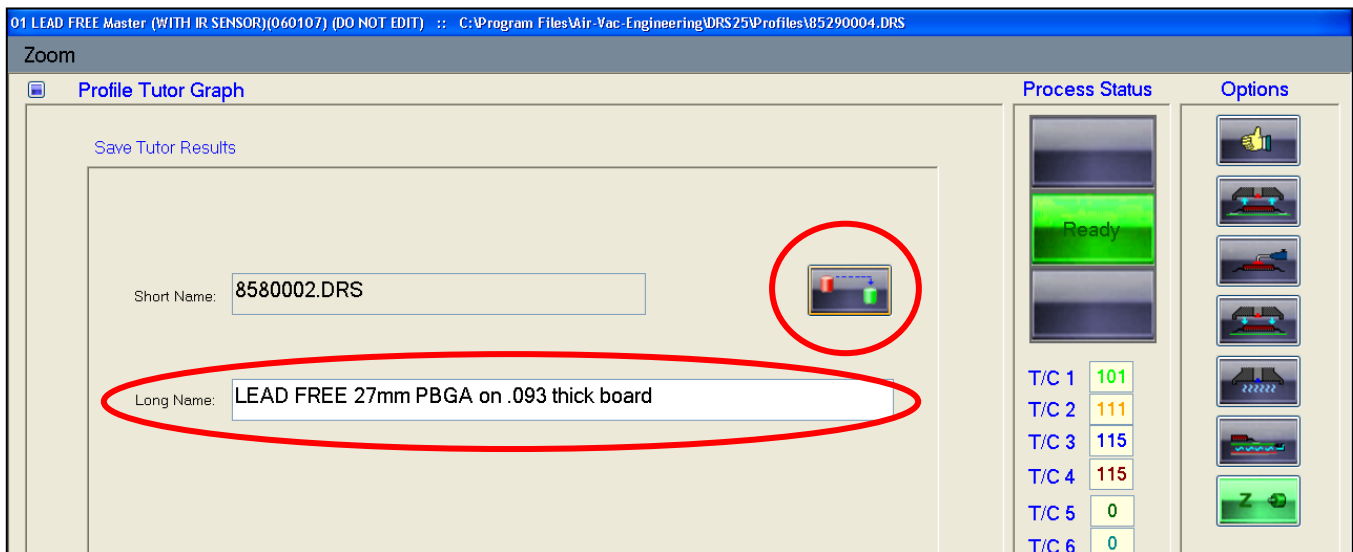 01 LEAD FREE Master (WITH IR SENSOR)(060107) (DO NOT EDIT)  ::  C:\Program Files\Air-Vac-Engineering\DRS25\Profiles\85290004.DRS
Zoom
Profile Tutor Graph
Process Status
Options
Save Tutor Results
Ready
Short Name: 8580002.DRS
Long Name: LEAD FREE 27mm PBGA on .093 thick board
T/C 1 101
T/C 2 111
T/C 3 115
T/C 4 115
T/C 5 0
T/C 6 0
Z